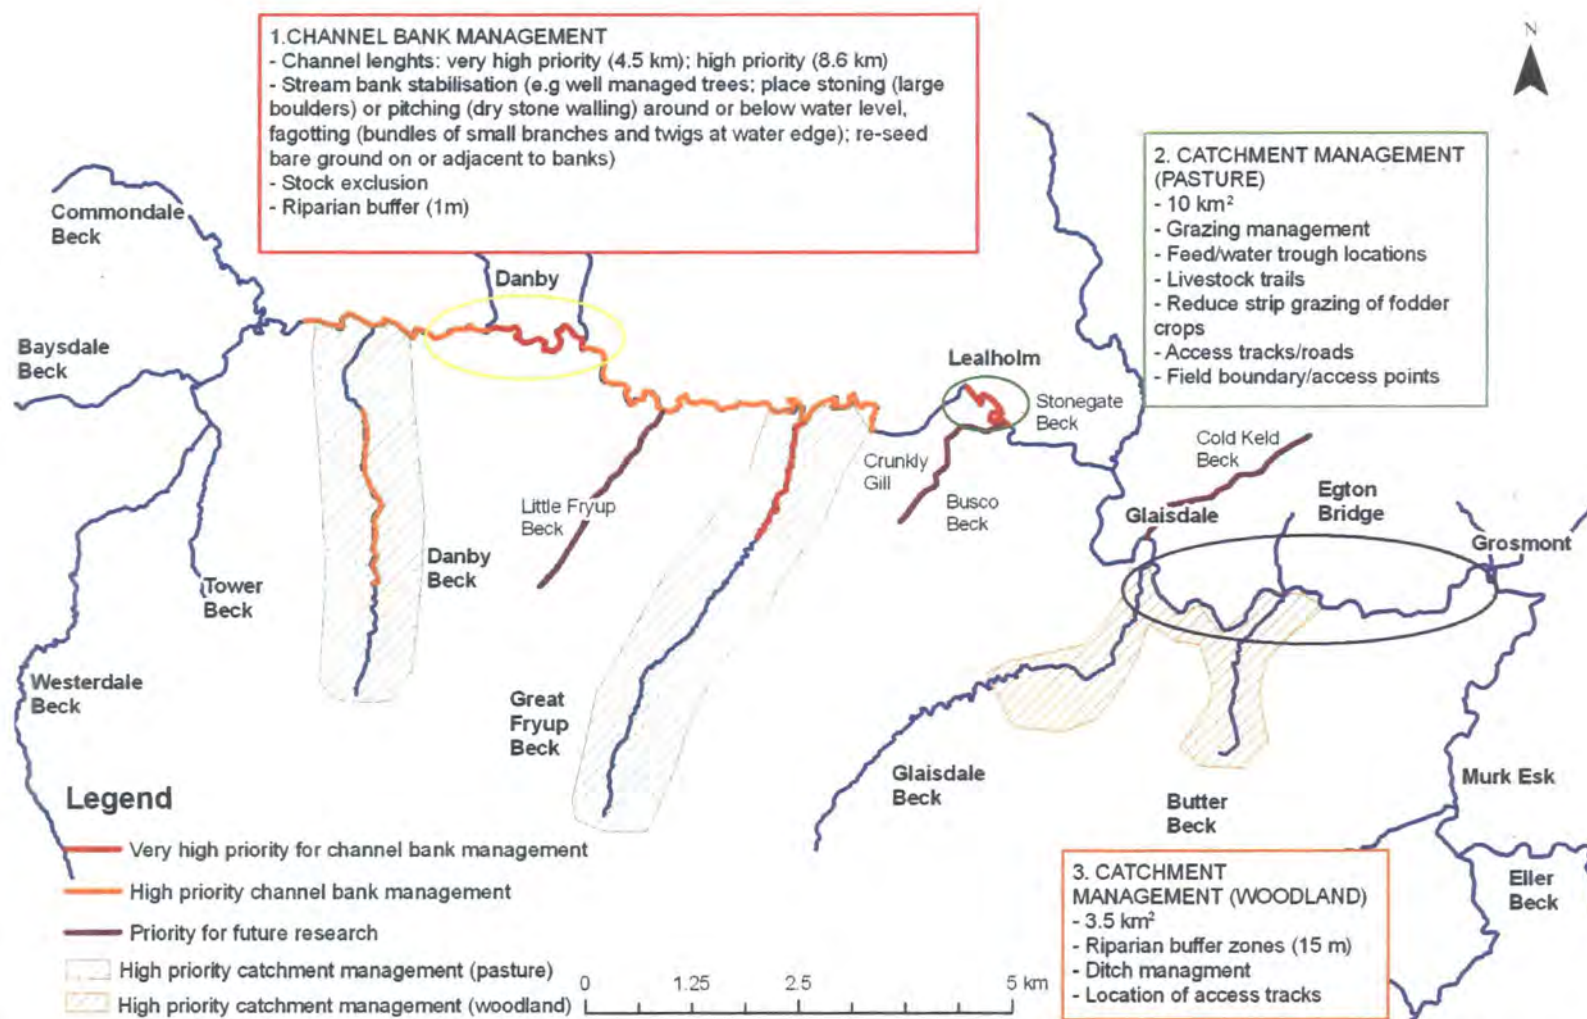 1.CHANNEL BANK MANAGEMENT
- Channel lenghts: very high priority (4.5 km); high priority (8.6 km)
- Stream bank stabilisation (e.g well managed trees; place stoning (large
boulders) or pitching (dry stone walling) around or below water level,
fagotting (bundles of small branches and twigs at water edge); re-seed
bare ground on or adjacent to banks)
- Stock exclusion
- Riparian buffer (1m)
N
2. CATCHMENT MANAGEMENT
(PASTURE)
- 10 km²
- Grazing management
- Feed/water trough locations
- Livestock trails
- Reduce strip grazing of fodder
crops
- Access tracks/roads
- Field boundary/access points
Commondale
Beck
Danby
Baysdale
Beck
Lealholm
Stonegate
Beck
Crunkly
Gill
Cold Keld
Beck
Little Fryup
Beck
Busco
Beck
Egton
Bridge
Glaisdale
Grosmont
Danby
Beck
Tower
Beck
Westerdale
Beck
Great
Fryup
Beck
Glaisdale
Beck
Butter
Beck
Murk Esk
Eller
Beck
Legend
Very high priority for channel bank management
High priority channel bank management
Priority for future research
High priority catchment management (pasture)
High priority catchment management (woodland)
0 1.25 2.5 5 km
3. CATCHMENT
MANAGEMENT (WOODLAND)
- 3.5 km²
- Riparian buffer zones (15 m)
- Ditch managment
- Location of access tracks